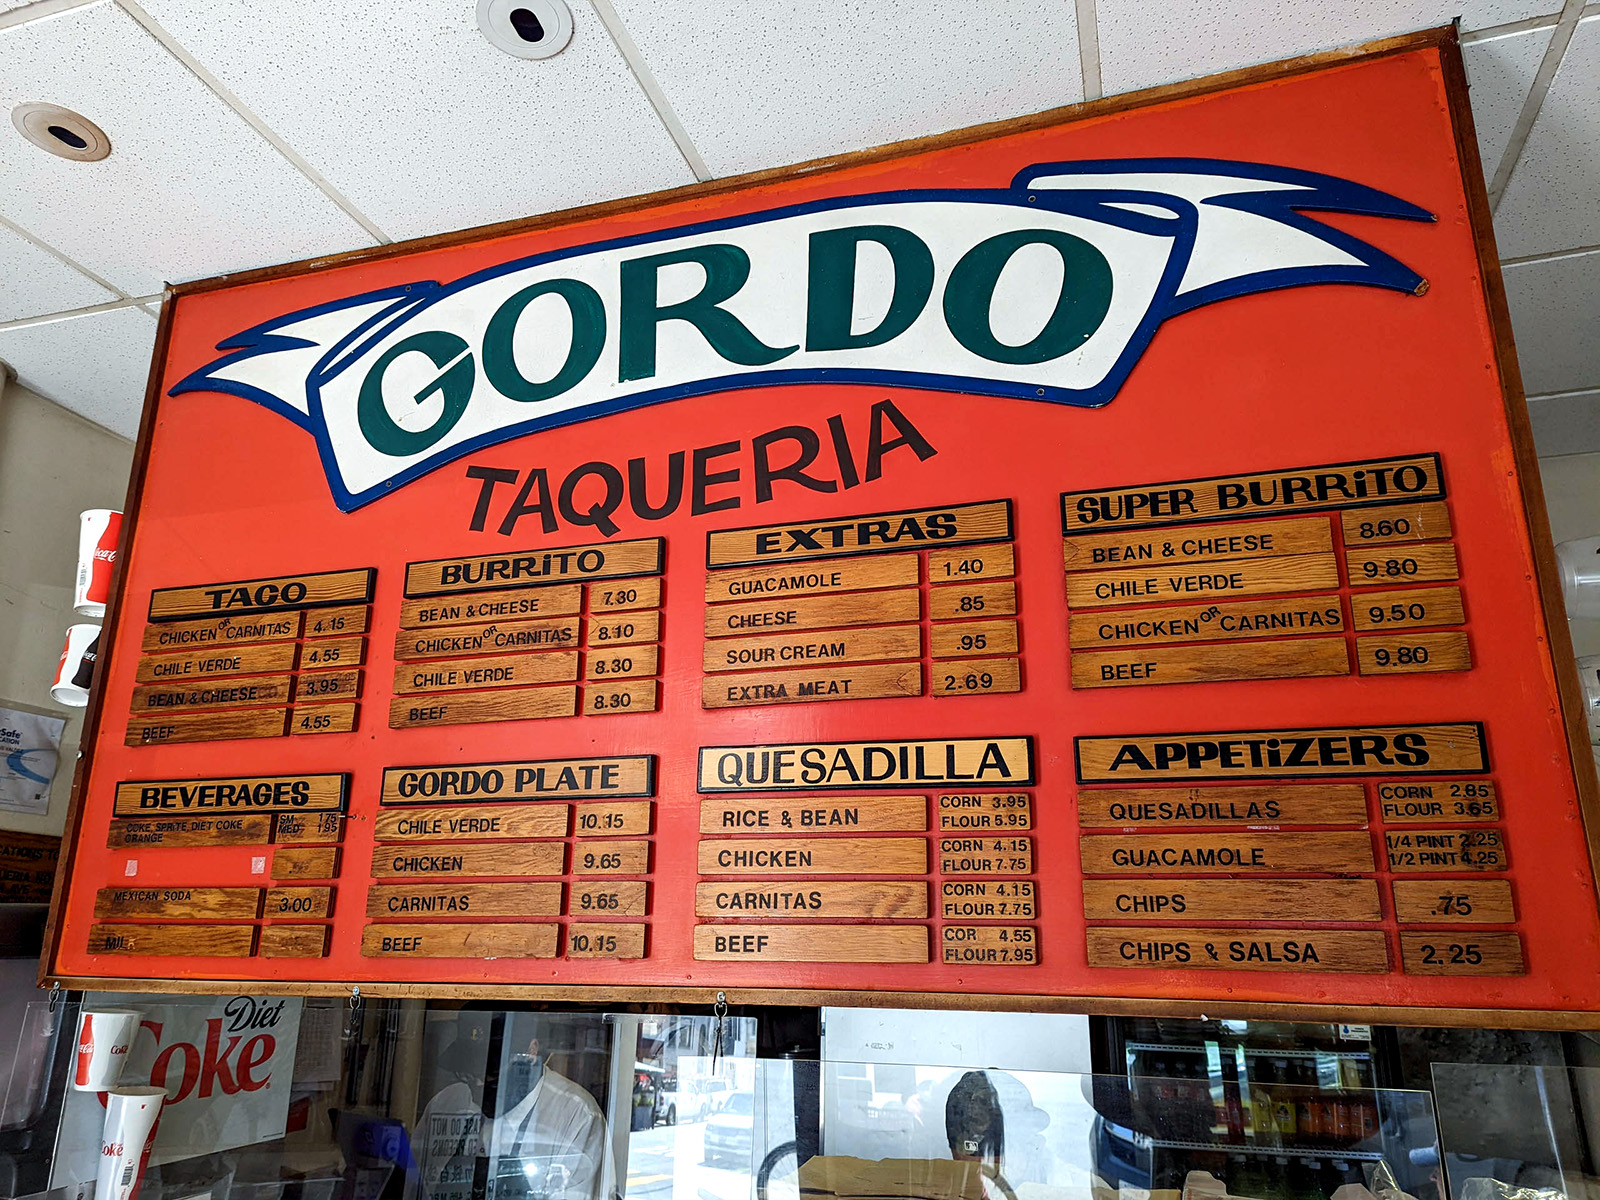 GORDO
TAQUERIA
TACO
CHICKEN OR CARNITAS 4.15
CHILE VERDE 4.55
BEAN & CHEESE 3.95
BEEF 4.55
BURRiTO
BEAN & CHEESE 7.30
CHICKEN OR CARNITAS 8.10
CHILE VERDE 8.30
BEEF 8.30
EXTRAS
GUACAMOLE 1.40
CHEESE .85
SOUR CREAM .95
EXTRA MEAT 2.69
SUPER BURRiTO
BEAN & CHEESE 8.60
CHILE VERDE 9.80
CHICKEN OR CARNITAS 9.50
BEEF 9.80
BEVERAGES
COKE, SPRITE, DIET COKE SM 1.75
ORANGE MED 1.95
MEXICAN SODA 3.00
MILK
GORDO PLATE
CHILE VERDE 10.15
CHICKEN 9.65
CARNITAS 9.65
BEEF 10.15
QUESADILLA
RICE & BEAN CORN 3.95
FLOUR 5.95
CHICKEN CORN 4.15
FLOUR 7.75
CARNITAS CORN 4.15
FLOUR 7.75
BEEF COR 4.55
FLOUR 7.95
APPETiZERS
QUESADILLAS CORN 2.85
FLOUR 3.65
GUACAMOLE 1/4 PINT 2.25
1/2 PINT 4.25
CHIPS .75
CHIPS & SALSA 2.25
Diet
Coke